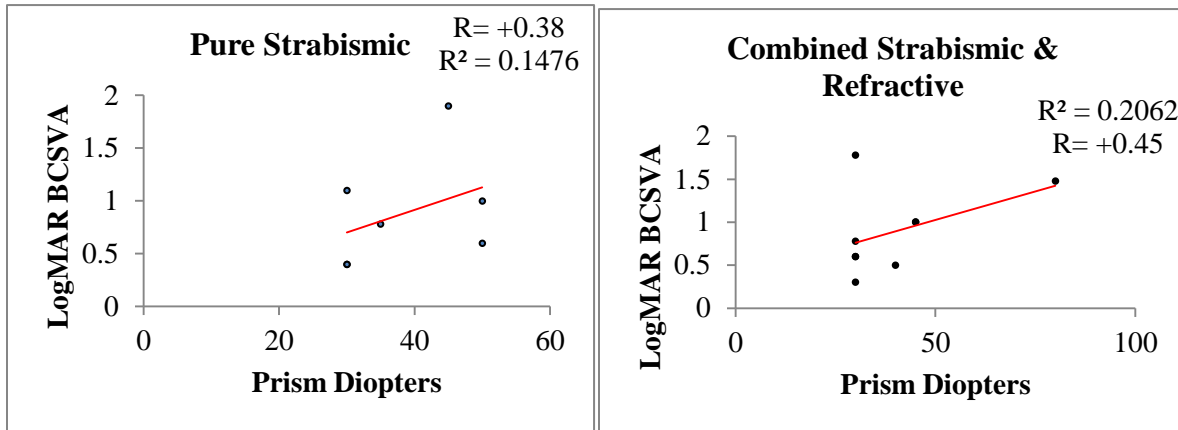 Pure Strabismic
R= +0.38
R² = 0.1476
2
1.5
1
0.5
0
0
20
40
60
LogMAR BCSVA
Prism Diopters
Combined Strabismic &
Refractive
R² = 0.2062
R= +0.45
2
1.5
1
0.5
0
0
50
100
LogMAR BCSVA
Prism Diopters